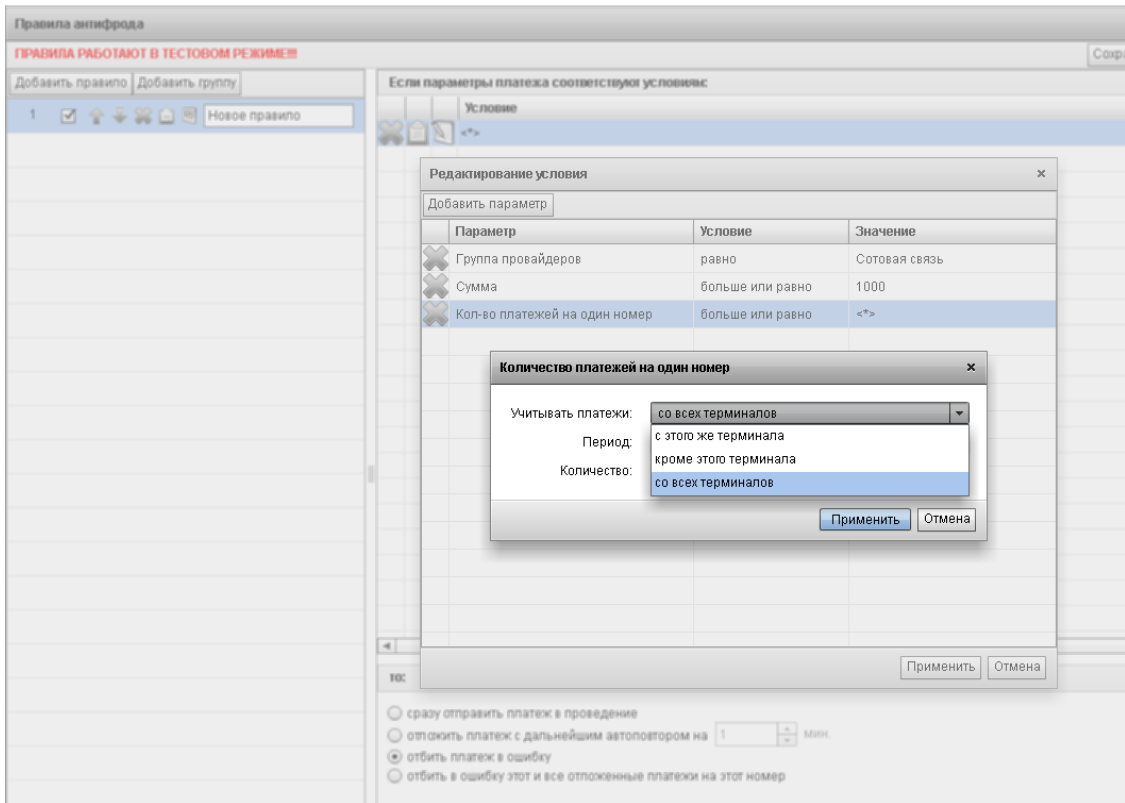 Правила антифрода
ПРАВИЛА РАБОТАЮТ В ТЕСТОВОМ РЕЖИМЕ!!!
Сохра
Добавить правило Добавить группу
Если параметры платежа соответствуют условиям:
1 Новое правило
Условие
<*>
Редактирование условия
Добавить параметр
Параметр Условие Значение
Группа провайдеров равно Сотовая связь
Сумма больше или равно 1000
Кол-во платежей на один номер больше или равно <*>
Количество платежей на один номер
Учитывать платежи: со всех терминалов
с этого же терминала
Период:
кроме этого терминала
Количество:
со всех терминалов
Применить Отмена
Применить Отмена
то:
сразу отправить платеж в проведение
отложить платеж с дальнейшим автоповтором на 1 мин.
отбить платеж в ошибку
отбить в ошибку этот и все отложенные платежи на этот номер